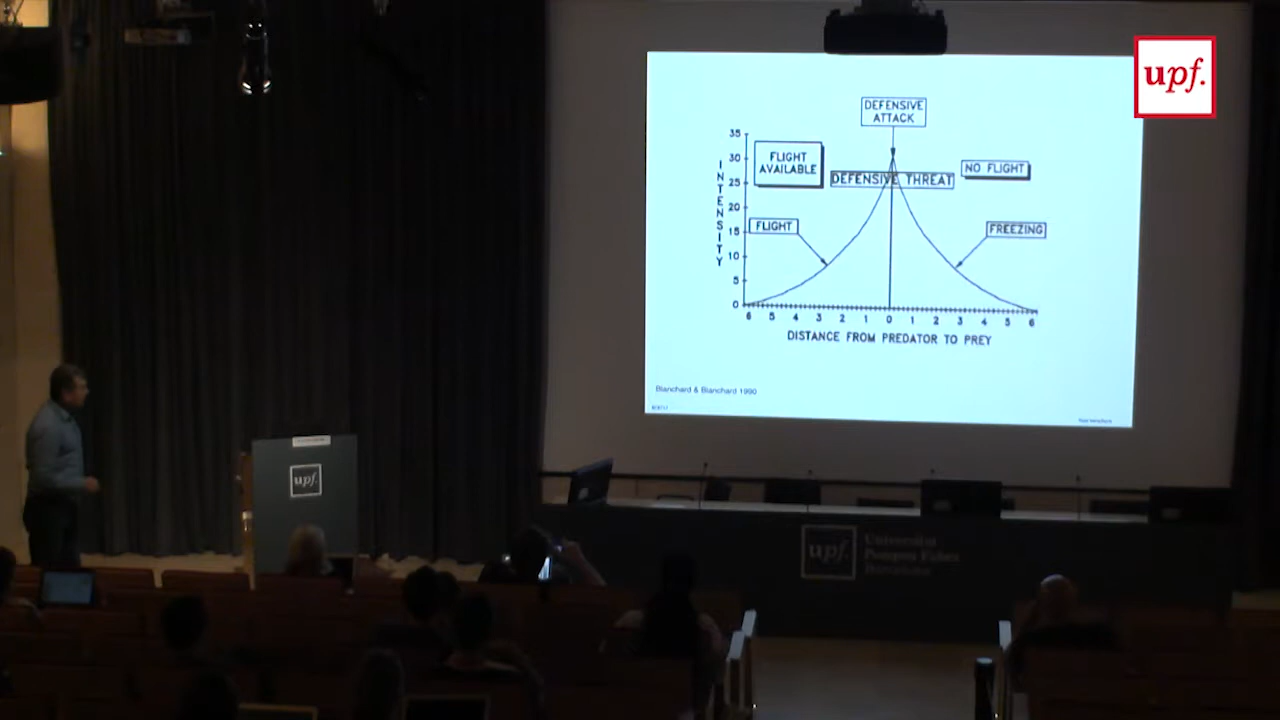 upf.
DEFENSIVE
ATTACK
35
30
25
20
15
10
5
0
INTENSITY
FLIGHT
AVAILABLE
DEFENSIVE THREAT
NO FLIGHT
FLIGHT
FREEZING
6 5 4 3 2 1 0 1 2 3 4 5 6
DISTANCE FROM PREDATOR TO PREY
Blanchard & Blanchard 1990
upf.
upf.
Universitat
Pompeu Fabra
Barcelona